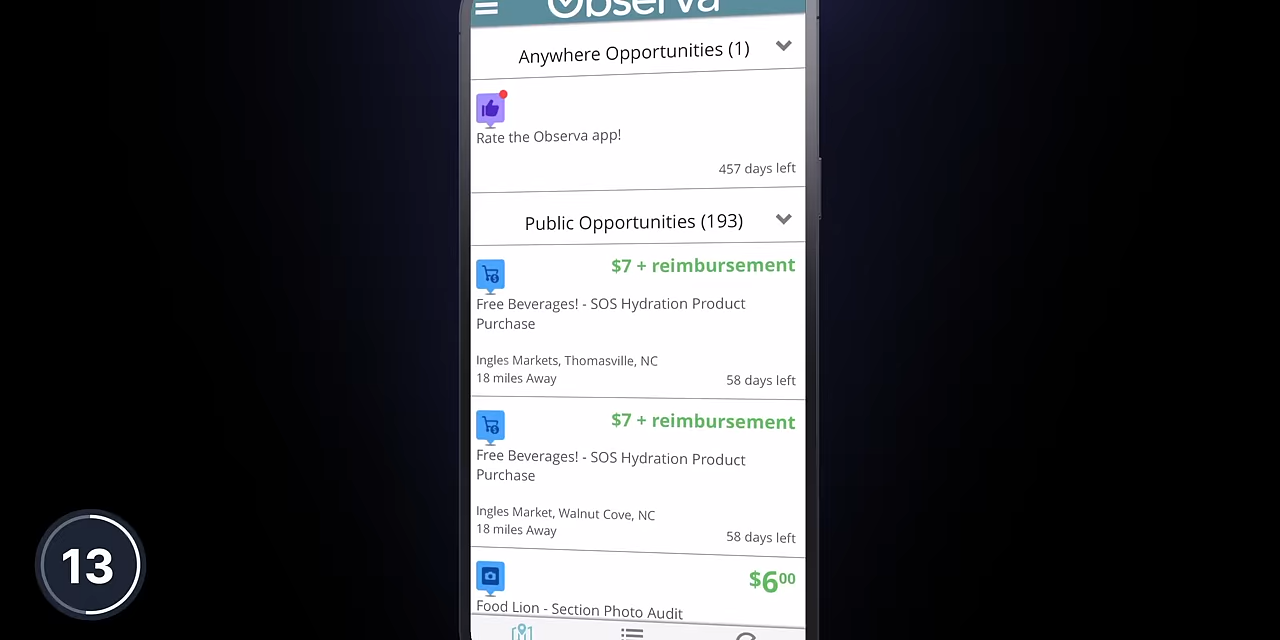 Observa
Anywhere Opportunities (1)
Rate the Observa app!
457 days left
Public Opportunities (193)
$7 + reimbursement
Free Beverages! - SOS Hydration Product
Purchase
Ingles Markets, Thomasville, NC
18 miles Away
58 days left
$7 + reimbursement
Free Beverages! - SOS Hydration Product
Purchase
Ingles Market, Walnut Cove, NC
18 miles Away
58 days left
$600
Food Lion - Section Photo Audit
13